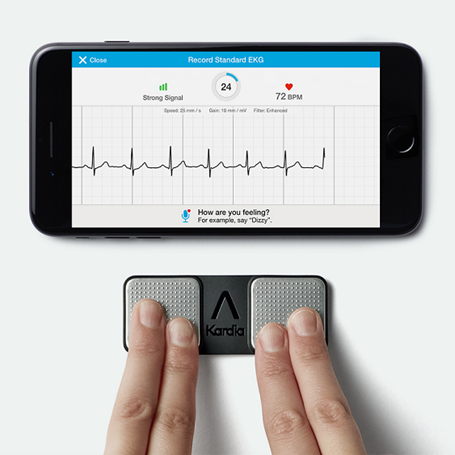 Close
Record Standard EKG
Strong Signal
24
72 BPM
Speed: 25 mm / s Gain: 10 mm / mV Filter: Enhanced
How are you feeling?
For example, say "Dizzy".
Kardia